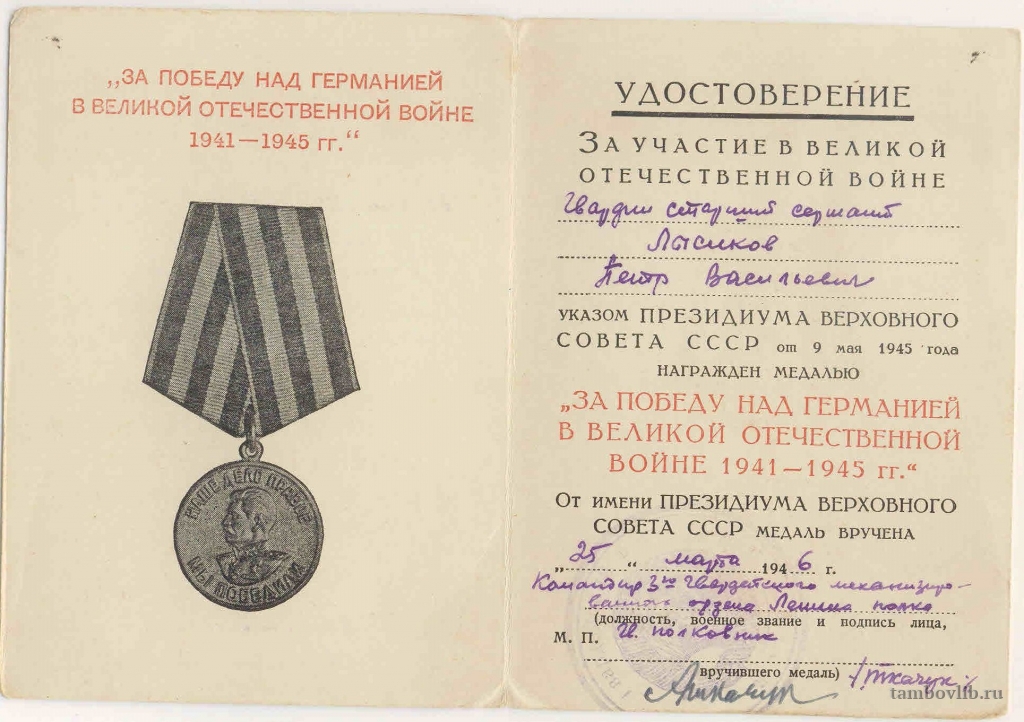 „ЗА ПОБЕДУ НАД ГЕРМАНИЕЙ
В ВЕЛИКОЙ ОТЕЧЕСТВЕННОЙ ВОЙНЕ
1941—1945 гг.“
НАШЕ ДЕЛО ПРАВОЕ
МЫ ПОБЕДИЛИ
УДОСТОВЕРЕНИЕ
ЗА УЧАСТИЕ В ВЕЛИКОЙ
ОТЕЧЕСТВЕННОЙ ВОЙНЕ
Гвардии старший сержант
Лысиков
Петр Васильевич
УКАЗОМ ПРЕЗИДИУМА ВЕРХОВНОГО
СОВЕТА СССР от 9 мая 1945 года
НАГРАЖДЕН МЕДАЛЬЮ
„ЗА ПОБЕДУ НАД ГЕРМАНИЕЙ
В ВЕЛИКОЙ ОТЕЧЕСТВЕННОЙ
ВОЙНЕ 1941—1945 гг.“
ОТ ИМЕНИ ПРЕЗИДИУМА ВЕРХОВНОГО
СОВЕТА СССР МЕДАЛЬ ВРУЧЕНА
„25“ марта 1946 г.
Командир 3го Гвардейского механизиро-
ванного ордена Ленина полка
(должность, военное звание и подпись лица,
М. П. Гв. полковник
вручившего медаль) /Ткачук/
tambovlib.ru